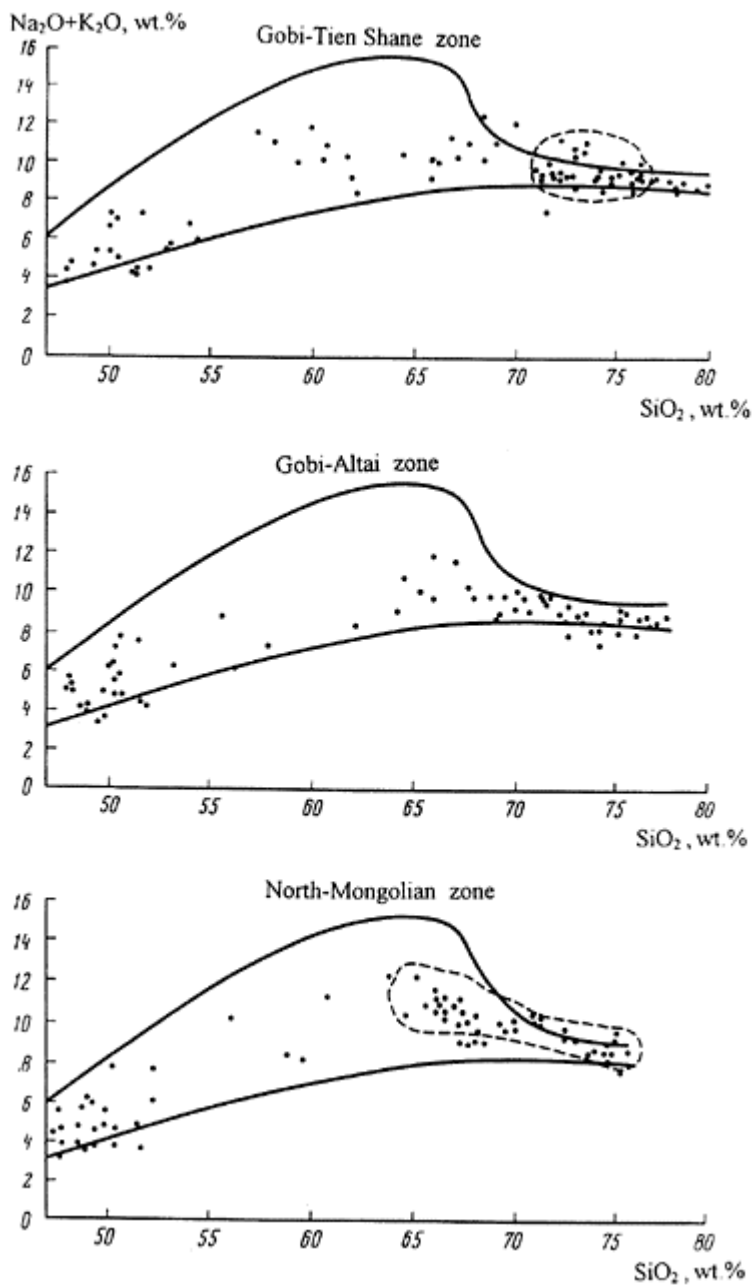 Na₂O+K₂O, wt.%
Gobi-Tien Shane zone
16
14
12
10
8
6
4
2
0
50 55 60 65 70 75 80
SiO₂ , wt.%
Gobi-Altai zone
16
14
12
10
8
6
4
2
0
50 55 60 65 70 75 80
SiO₂ , wt.%
North-Mongolian zone
16
14
12
10
8
6
4
2
0
50 55 60 65 70 75 80
SiO₂ , wt.%